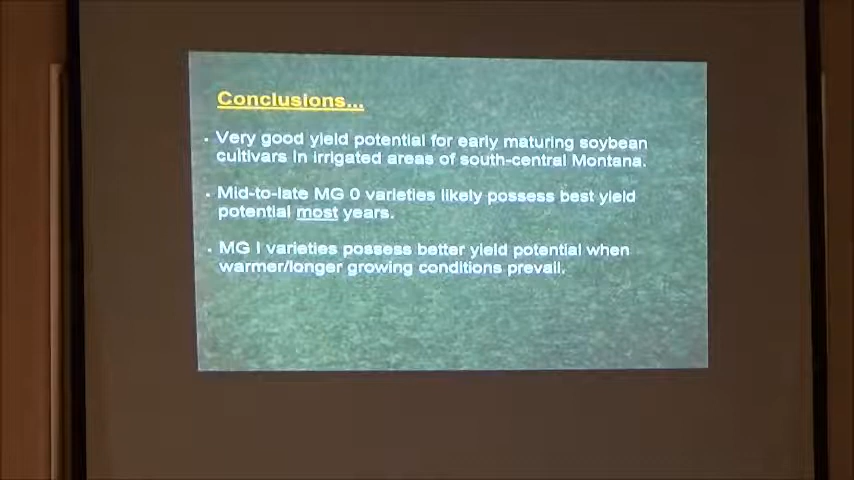 Conclusions...
. Very good yield potential for early maturing soybean
cultivars in irrigated areas of south-central Montana.
. Mid-to-late MG 0 varieties likely possess best yield
potential most years.
. MG I varieties possess better yield potential when
warmer/longer growing conditions prevail.